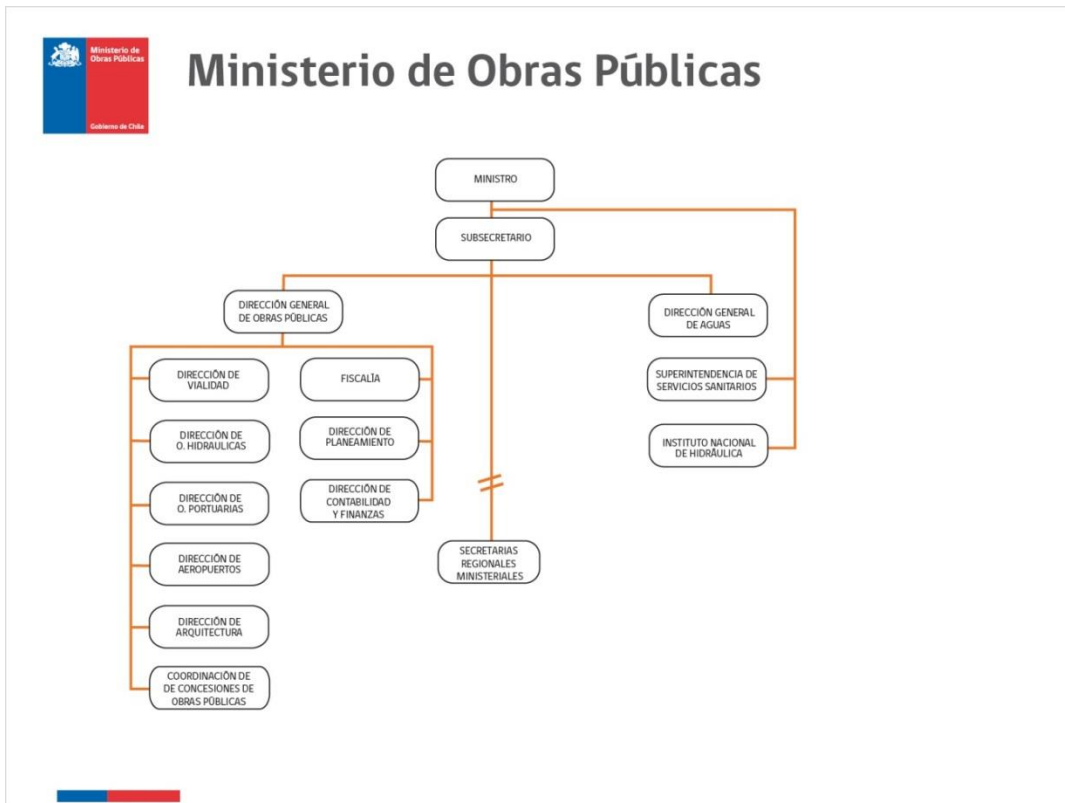 Ministerio de
Obras Públicas
Gobierno de Chile
Ministerio de Obras Públicas
MINISTRO
SUBSECRETARIO
DIRECCIÓN GENERAL
DE OBRAS PÚBLICAS
DIRECCIÓN GENERAL
DE AGUAS
DIRECCIÓN DE
VIALIDAD
FISCALÍA
SUPERINTENDENCIA DE
SERVICIOS SANITARIOS
DIRECCIÓN DE
O. HIDRAULICAS
DIRECCIÓN DE
PLANEAMIENTO
INSTITUTO NACIONAL
DE HIDRÁULICA
DIRECCIÓN DE
O. PORTUARIAS
DIRECCIÓN DE
CONTABILIDAD
Y FINANZAS
DIRECCIÓN DE
AEROPUERTOS
SECRETARIAS
REGIONALES
MINISTERIALES
DIRECCIÓN DE
ARQUITECTURA
COORDINACIÓN DE
DE CONCESIONES DE
OBRAS PÚBLICAS